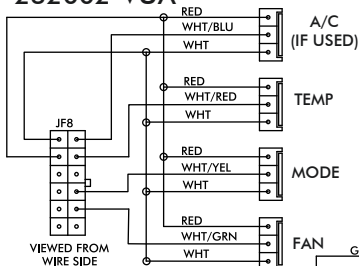 RED
WHT/BLU
WHT
A/C
(IF USED)
RED
WHT/RED
WHT
TEMP
JF8
RED
WHT/YEL
WHT
MODE
RED
WHT/GRN
WHT
FAN
VIEWED FROM
WIRE SIDE
G